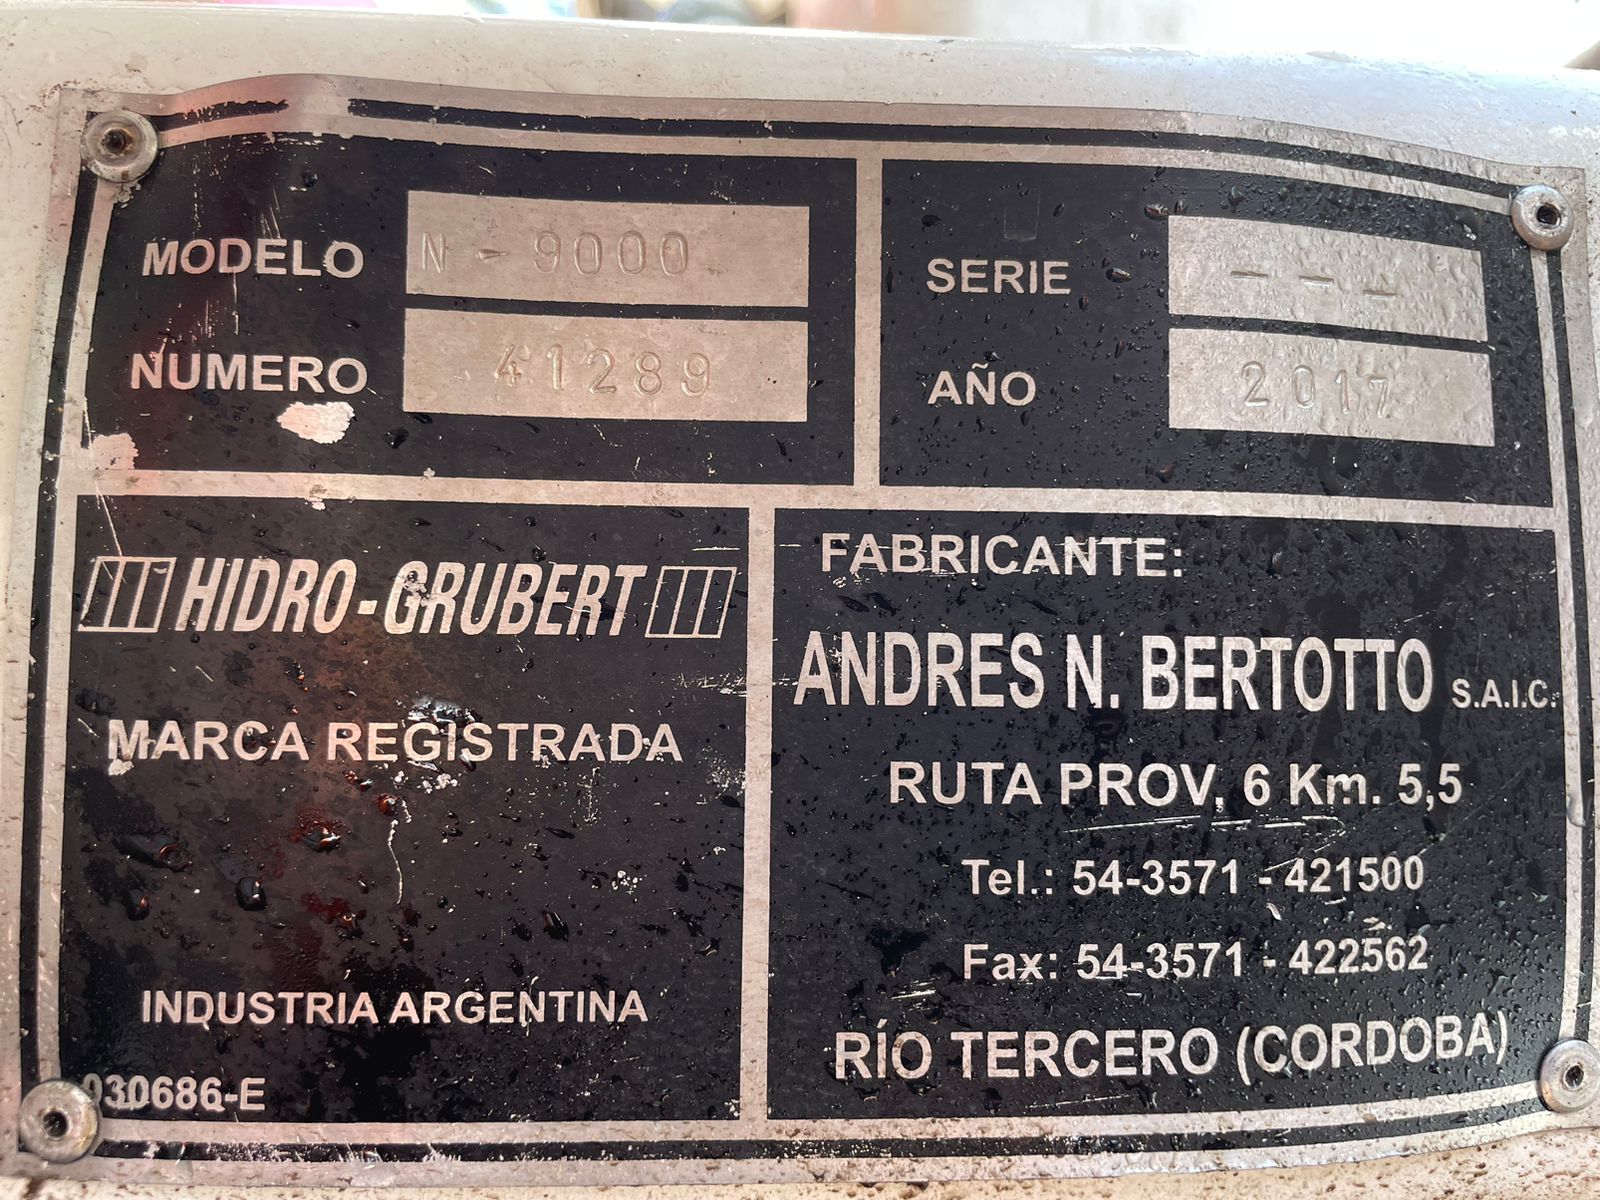 MODELO N - 9000
NUMERO 41289
SERIE - - -
AÑO 2017
HIDRO-GRUBERT
MARCA REGISTRADA
INDUSTRIA ARGENTINA
030686-E
FABRICANTE:
ANDRES N. BERTOTTO S.A.I.C.
RUTA PROV. 6 Km. 5,5
Tel.: 54-3571 - 421500
Fax: 54-3571 - 422562
RÍO TERCERO (CORDOBA)